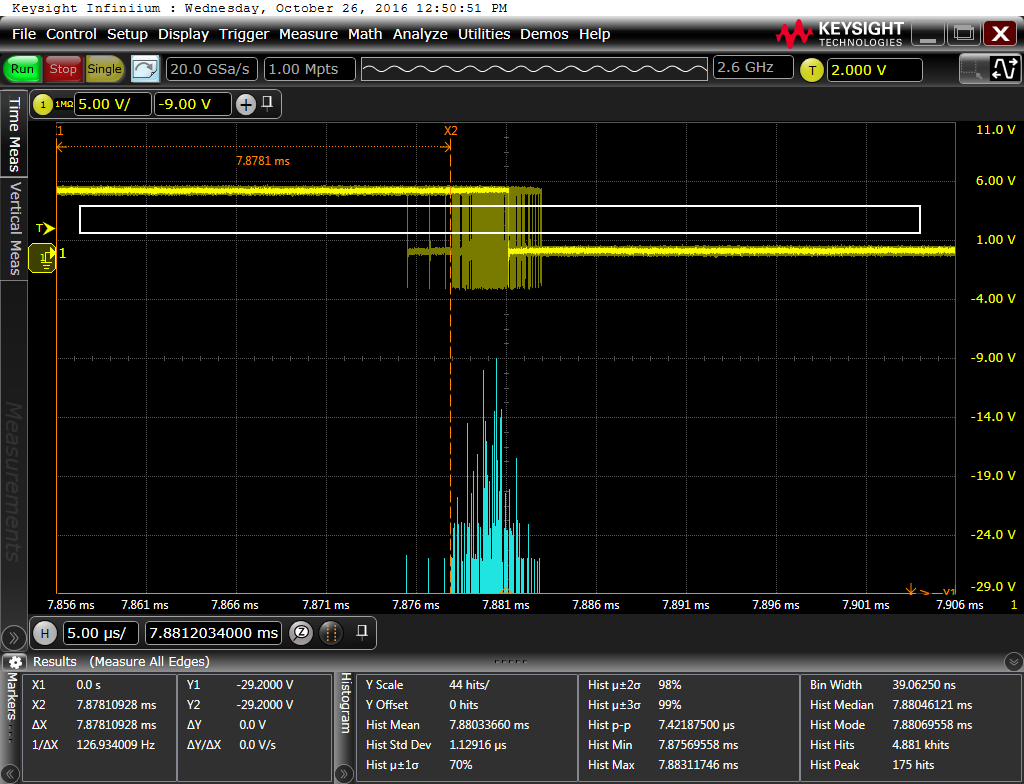 Keysight Infiniium : Wednesday, October 26, 2016 12:50:51 PM
File Control Setup Display Trigger Measure Math Analyze Utilities Demos Help
KEYSIGHT
TECHNOLOGIES
Run Stop Single 20.0 GSa/s 1.00 Mpts 2.6 GHz T 2.000 V
1 1MΩ 5.00 V/ -9.00 V
Time Meas
Vertical Meas
Measurements
1 X2
7.8781 ms
T
1
11.0 V
6.00 V
1.00 V
-4.00 V
-9.00 V
-14.0 V
-19.0 V
-24.0 V
-29.0 V
Y1
7.856 ms 7.861 ms 7.866 ms 7.871 ms 7.876 ms 7.881 ms 7.886 ms 7.891 ms 7.896 ms 7.901 ms 7.906 ms 1
H 5.00 µs/ 7.8812034000 ms
Results (Measure All Edges)
Markers
X1 0.0 s Y1 -29.2000 V
X2 7.87810928 ms Y2 -29.2000 V
ΔX 7.87810928 ms ΔY 0.0 V
1/ΔX 126.934009 Hz ΔY/ΔX 0.0 V/s
Histogram
Y Scale 44 hits/ Hist µ±2σ 98% Bin Width 39.06250 ns
Y Offset 0 hits Hist µ±3σ 99% Hist Median 7.88046121 ms
Hist Mean 7.88033660 ms Hist p-p 7.42187500 µs Hist Mode 7.88069558 ms
Hist Std Dev 1.12916 µs Hist Min 7.87569558 ms Hist Hits 4.881 khits
Hist µ±1σ 70% Hist Max 7.88311746 ms Hist Peak 175 hits